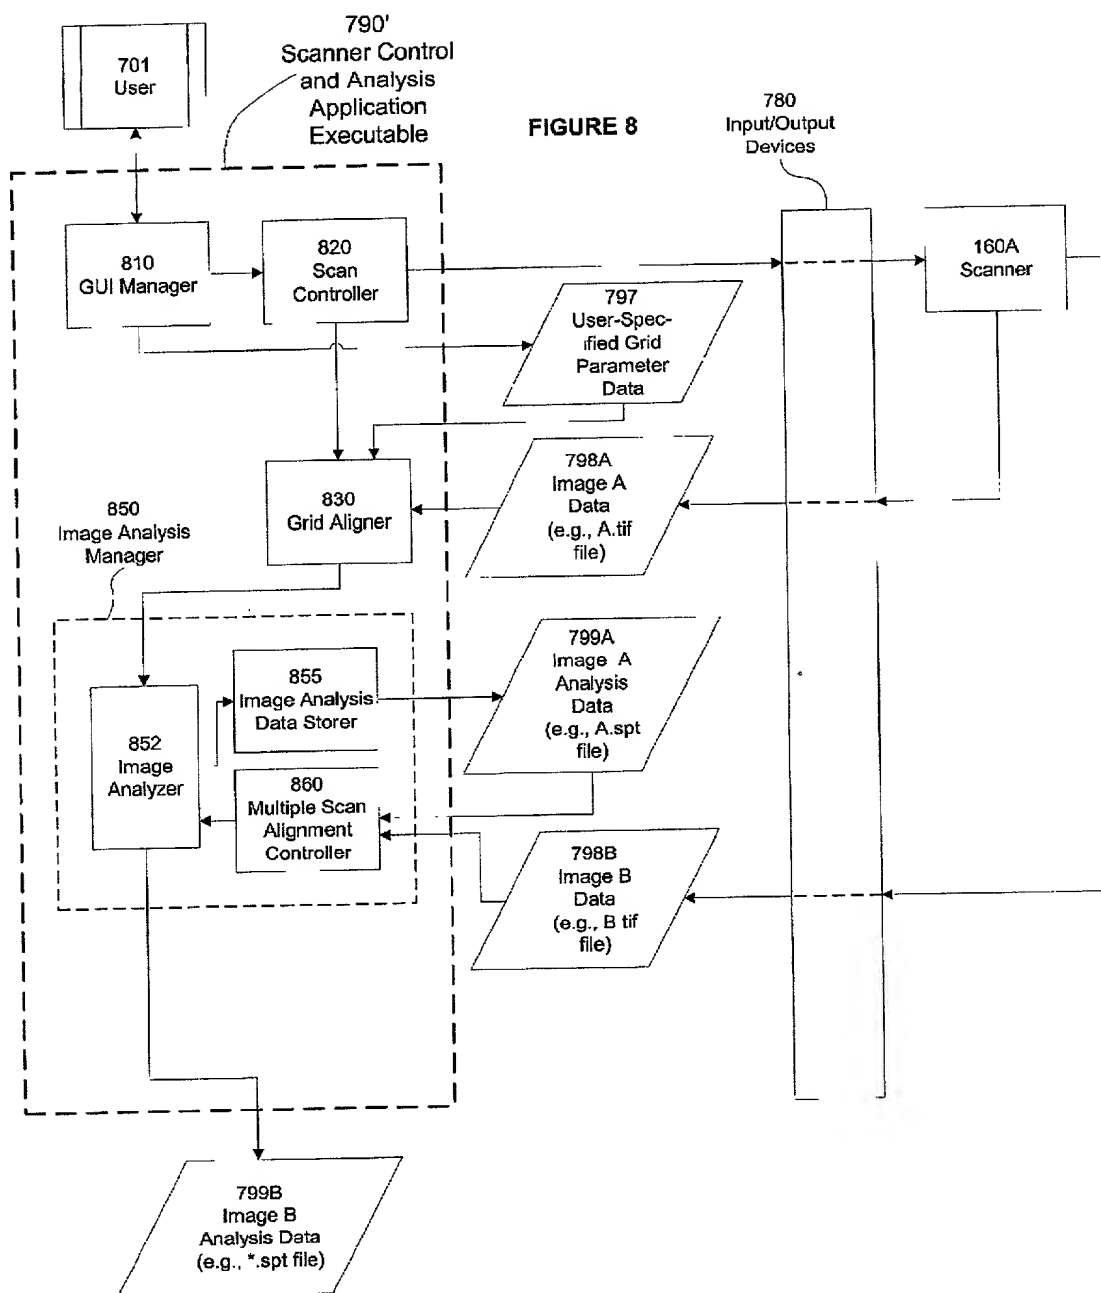 790'
Scanner Control
and Analysis
Application
Executable
701
User
FIGURE 8
780
Input/Output
Devices
810
GUI Manager
820
Scan
Controller
160A
Scanner
797
User-Spec-
ified Grid
Parameter
Data
830
Grid Aligner
798A
Image A
Data
(e.g., A.tif
file)
850
Image Analysis
Manager
855
Image Analysis
Data Storer
799A
Image A
Analysis
Data
(e.g., A.spt
file)
852
Image
Analyzer
860
Multiple Scan
Alignment
Controller
798B
Image B
Data
(e.g., B tif
file)
799B
Image B
Analysis Data
(e.g., *.spt file)